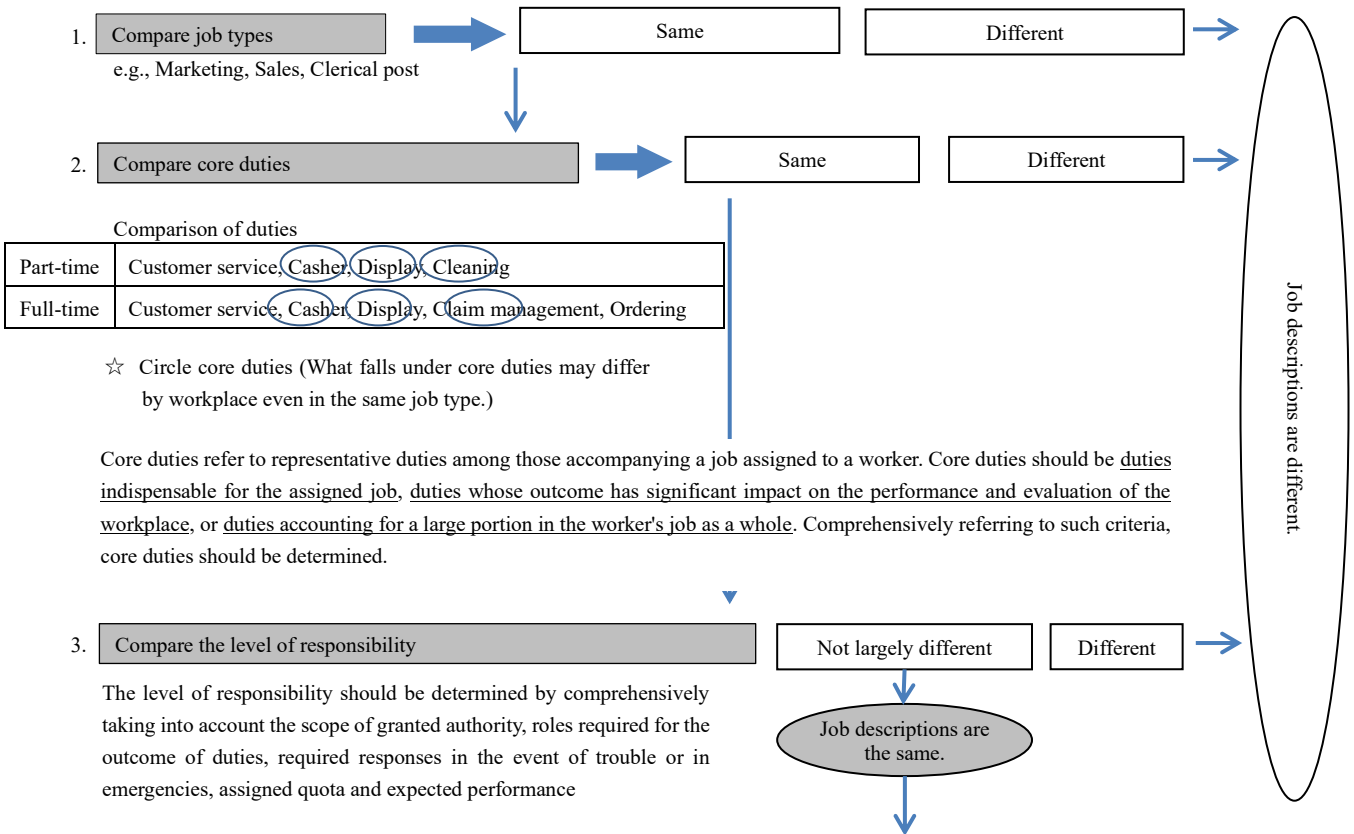 1. Compare job types
Same
Different
e.g., Marketing, Sales, Clerical post
2. Compare core duties
Same
Different
Comparison of duties
Part-time Customer service, Casher, Display, Cleaning
Full-time Customer service, Casher, Display, Claim management, Ordering
☆ Circle core duties (What falls under core duties may differ
by workplace even in the same job type.)
Core duties refer to representative duties among those accompanying a job assigned to a worker. Core duties should be duties
indispensable for the assigned job, duties whose outcome has significant impact on the performance and evaluation of the
workplace, or duties accounting for a large portion in the worker's job as a whole. Comprehensively referring to such criteria,
core duties should be determined.
3. Compare the level of responsibility
Not largely different
Different
The level of responsibility should be determined by comprehensively
taking into account the scope of granted authority, roles required for the
outcome of duties, required responses in the event of trouble or in
emergencies, assigned quota and expected performance
Job descriptions are
the same.
Job descriptions are different.